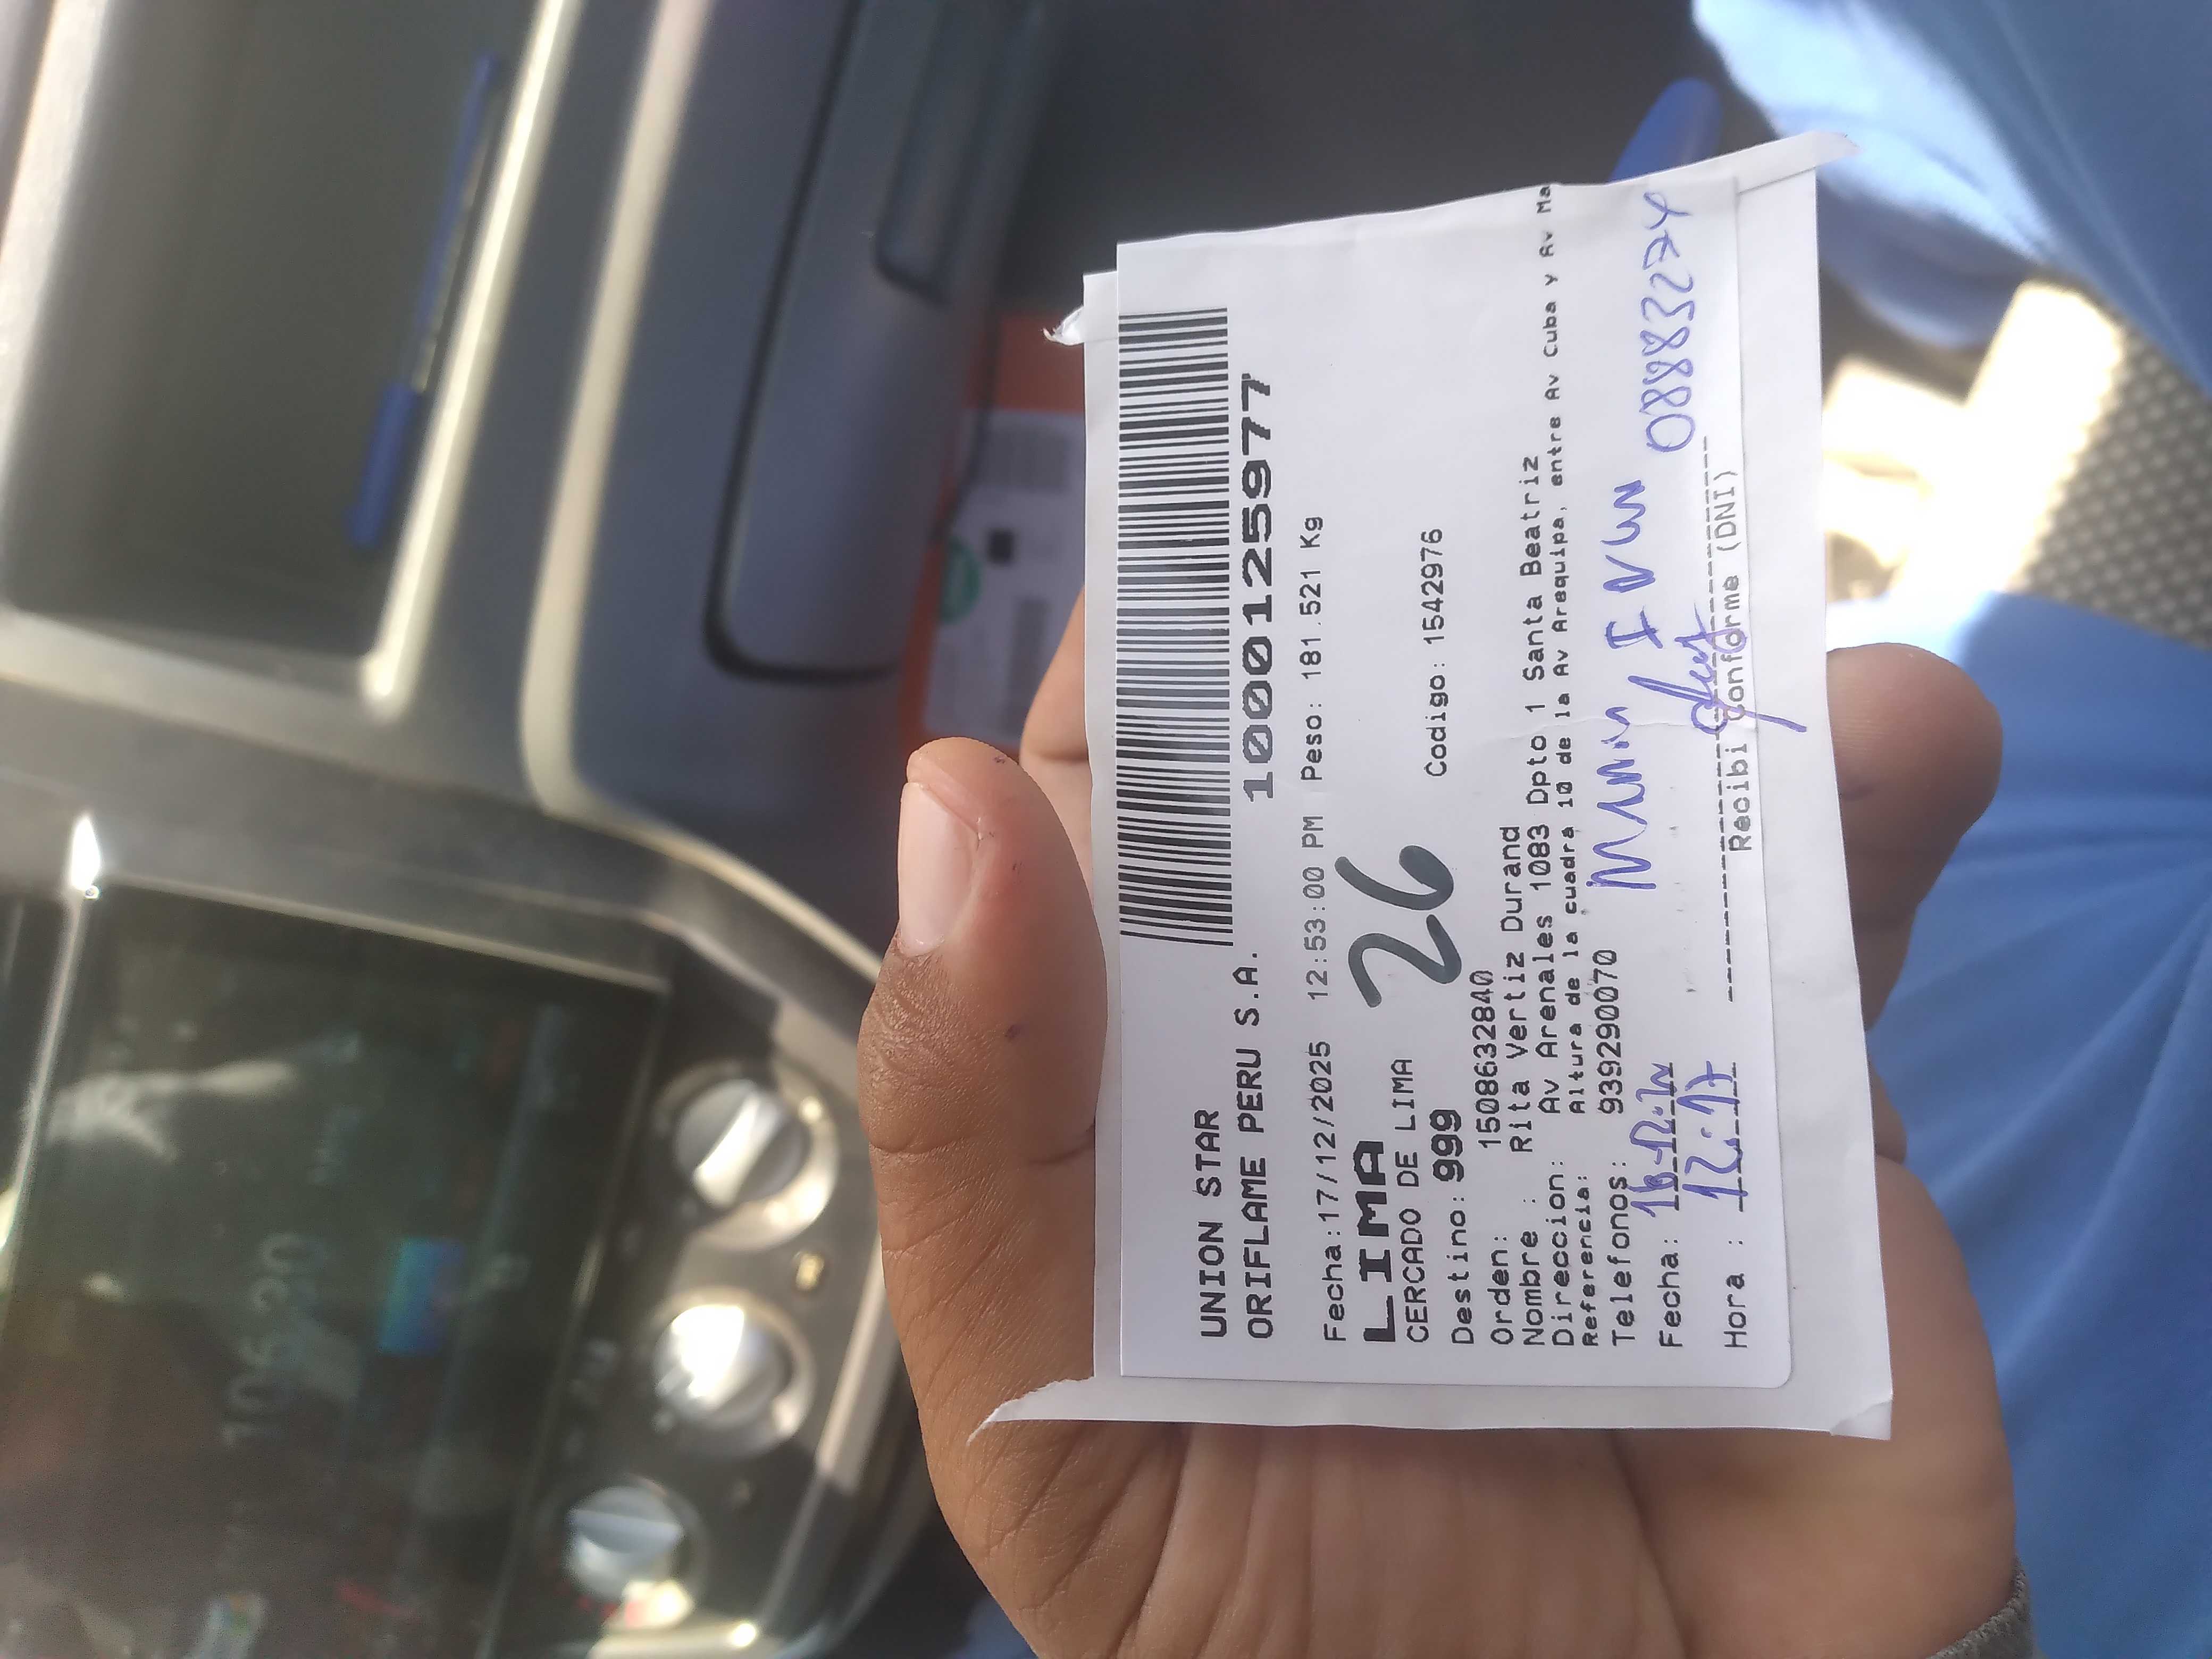 UNION STAR
ORIFLAME PERU S.A. 10001125977
Fecha:17/12/2025 12:53:00 PM Peso: 181.521 Kg
LIMA 26
CERCADO DE LIMA Codigo: 1542976
Destino: 999
Orden: 1508632840
Nombre : Rita Vertiz Durand
Direccion: Av Arenales 1083 Dpto 1 Santa Beatriz
Referencia: Altura de la cuadra 10 de la Av Arequipa, entre Av Cuba y Av Ma
Telefonos: 939290070
Fecha:
Hora : 12:17
Recibi Conforme (DNI)